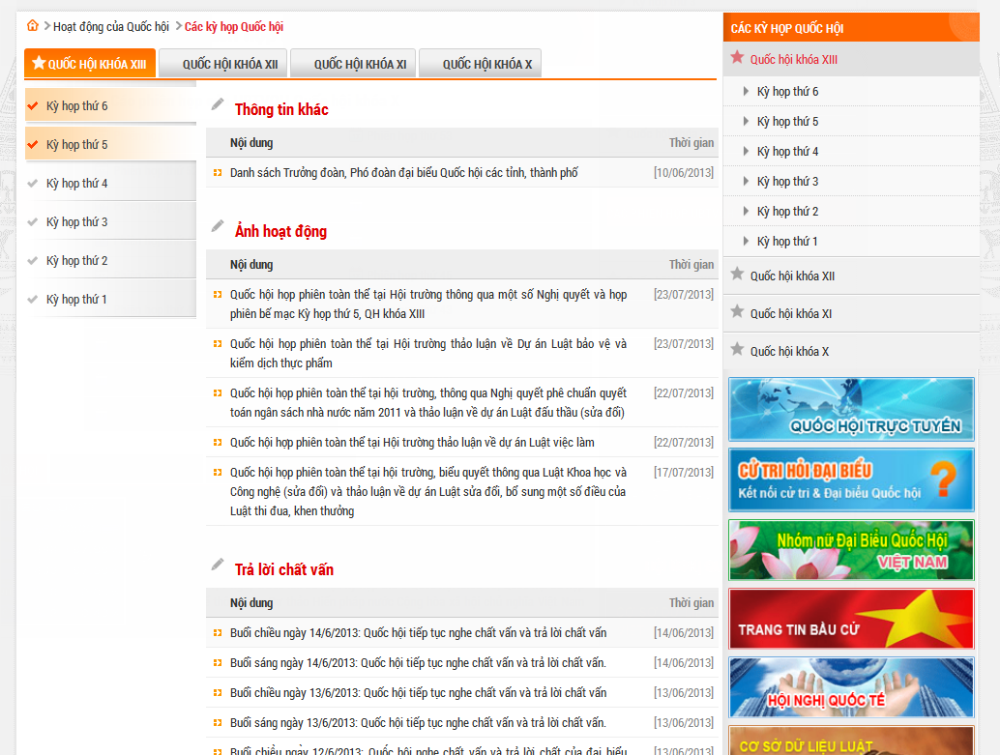 Hoạt động của Quốc hội Các kỳ họp Quốc hội
QUỐC HỘI KHÓA XIII QUỐC HỘI KHÓA XII QUỐC HỘI KHÓA XI QUỐC HỘI KHÓA X
Kỳ họp thứ 6
Kỳ họp thứ 5
Kỳ họp thứ 4
Kỳ họp thứ 3
Kỳ họp thứ 2
Kỳ họp thứ 1
Thông tin khác
Nội dung Thời gian
Danh sách Trưởng đoàn, Phó đoàn đại biểu Quốc hội các tỉnh, thành phố [10/06/2013]
Ảnh hoạt động
Nội dung Thời gian
Quốc hội họp phiên toàn thể tại Hội trường thông qua một số Nghị quyết và họp [23/07/2013]
phiên bế mạc Kỳ họp thứ 5, QH khóa XIII
Quốc hội họp phiên toàn thể tại Hội trường thảo luận về Dự án Luật bảo vệ và [23/07/2013]
kiểm dịch thực phẩm
Quốc hội họp phiên toàn thể tại hội trường, thông qua Nghị quyết phê chuẩn quyết [22/07/2013]
toán ngân sách nhà nước năm 2011 và thảo luận về dự án Luật đấu thầu (sửa đổi)
Quốc hội họp phiên toàn thể tại Hội trường thảo luận về dự án Luật việc làm [22/07/2013]
Quốc hội họp phiên toàn thể tại hội trường, biểu quyết thông qua Luật Khoa học và [17/07/2013]
Công nghệ (sửa đổi) và thảo luận về dự án Luật sửa đổi, bổ sung một số điều của
Luật thi đua, khen thưởng
Trả lời chất vấn
Nội dung Thời gian
Buổi chiều ngày 14/6/2013: Quốc hội tiếp tục nghe chất vấn và trả lời chất vấn [14/06/2013]
Buổi sáng ngày 14/6/2013: Quốc hội tiếp tục nghe chất vấn và trả lời chất vấn. [14/06/2013]
Buổi chiều ngày 13/6/2013: Quốc hội tiếp tục nghe chất vấn và trả lời chất vấn [13/06/2013]
Buổi sáng ngày 13/6/2013: Quốc hội tiếp tục nghe chất vấn và trả lời chất vấn. [13/06/2013]
Buổi chiều ngày 12/6/2013: Quốc hội nghe chất vấn và trả lời chất của đại biểu [13/06/2013]
CÁC KỲ HỌP QUỐC HỘI
Quốc hội khóa XIII
Kỳ họp thứ 6
Kỳ họp thứ 5
Kỳ họp thứ 4
Kỳ họp thứ 3
Kỳ họp thứ 2
Kỳ họp thứ 1
Quốc hội khóa XII
Quốc hội khóa XI
Quốc hội khóa X
QUỐC HỘI TRỰC TUYẾN
CỬ TRI HỎI ĐẠI BIỂU ?
Kết nối cử tri & Đại biểu Quốc hội
Nhóm nữ Đại Biểu Quốc Hội
VIỆT NAM
TRANG TIN BẦU CỬ
HỘI NGHỊ QUỐC TẾ
CƠ SỞ DỮ LIỆU LUẬT